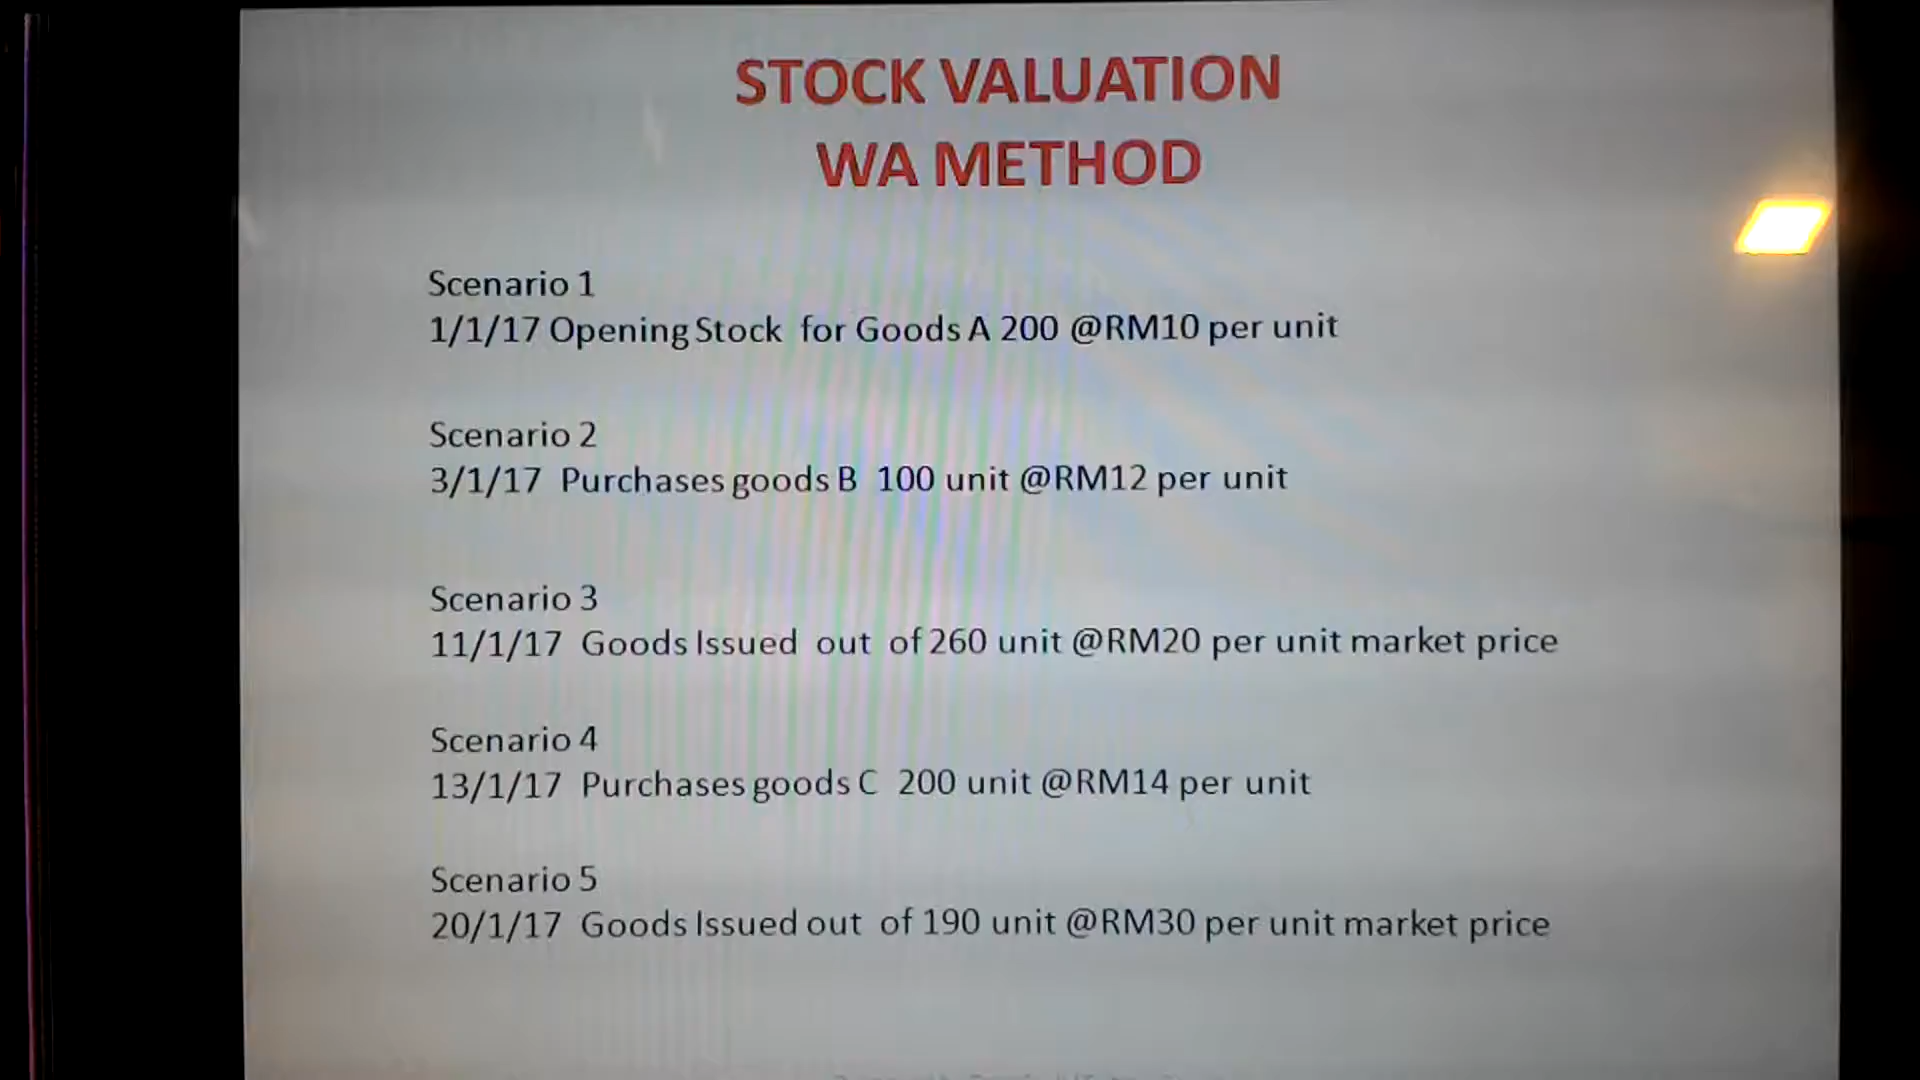 STOCK VALUATION
WA METHOD
Scenario 1
1/1/17 Opening Stock for Goods A 200 @RM10 per unit
Scenario 2
3/1/17 Purchases goods B 100 unit @RM12 per unit
Scenario 3
11/1/17 Goods Issued out of 260 unit @RM20 per unit market price
Scenario 4
13/1/17 Purchases goods C 200 unit @RM14 per unit
Scenario 5
20/1/17 Goods Issued out of 190 unit @RM30 per unit market price